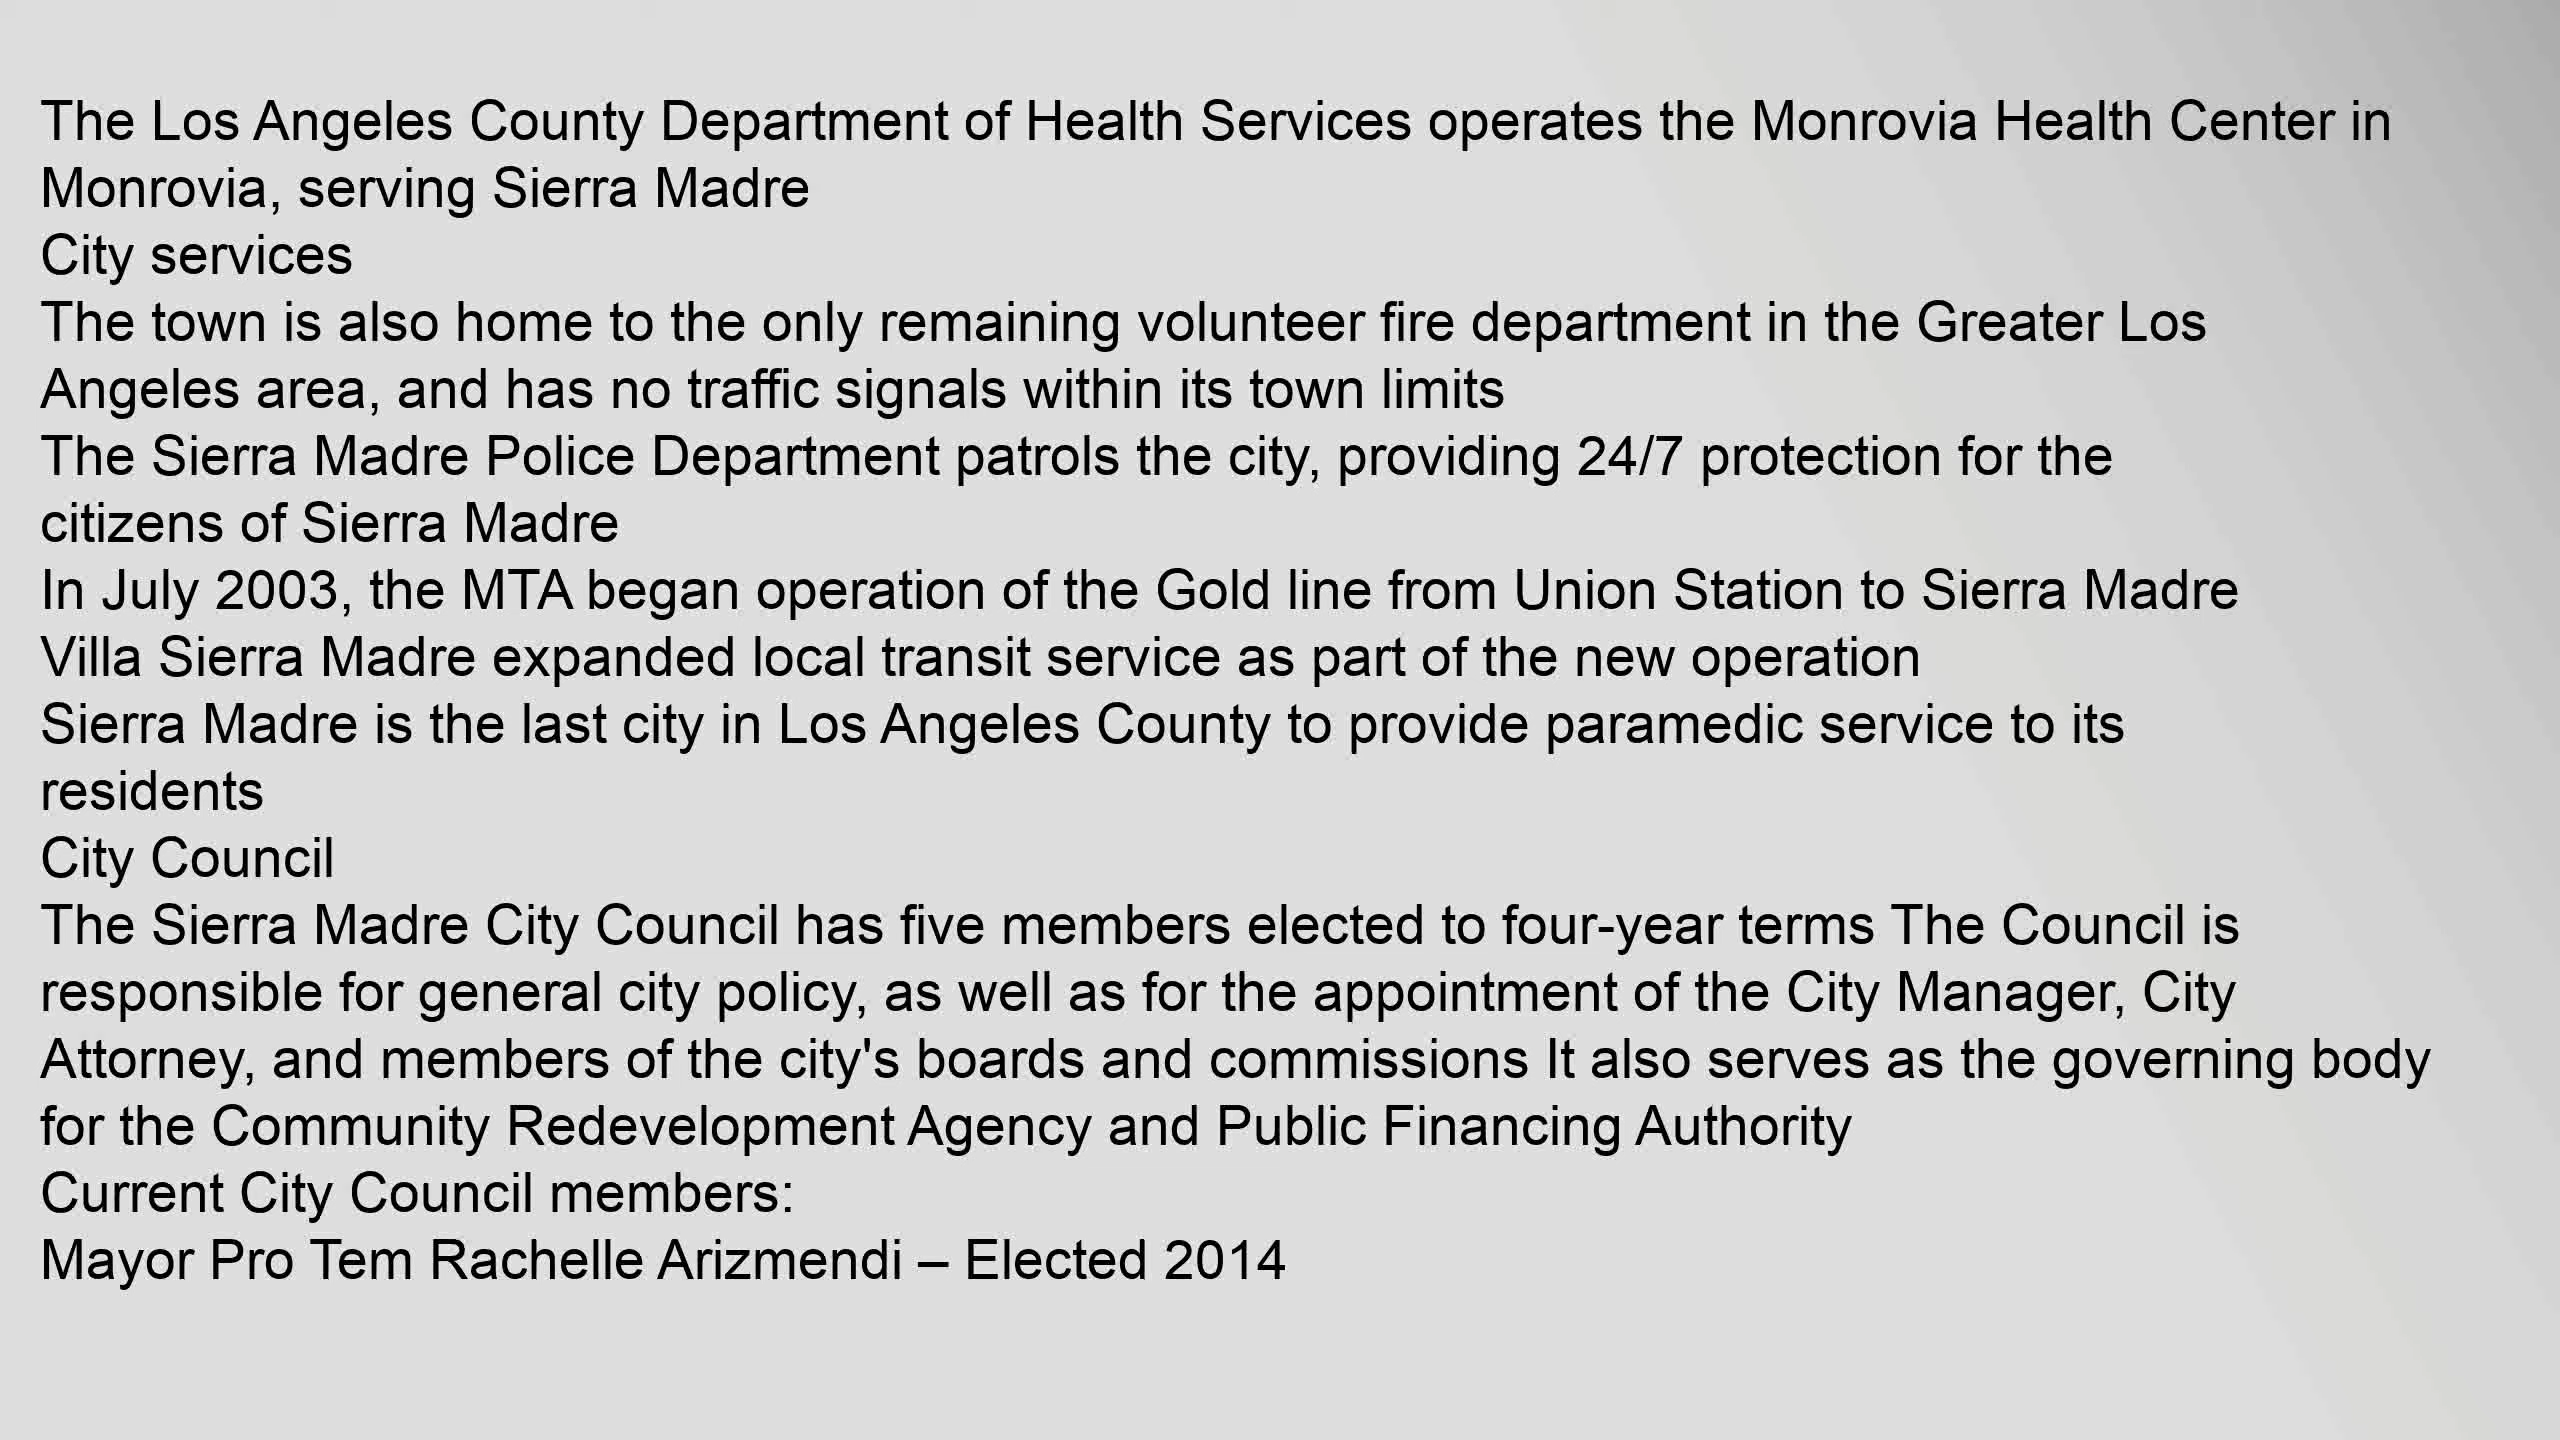 The Los Angeles County Department of Health Services operates the Monrovia Health Center in
Monrovia, serving Sierra Madre
City services
The town is also home to the only remaining volunteer fire department in the Greater Los
Angeles area, and has no traffic signals within its town limits
The Sierra Madre Police Department patrols the city, providing 24/7 protection for the
citizens of Sierra Madre
In July 2003, the MTA began operation of the Gold line from Union Station to Sierra Madre
Villa Sierra Madre expanded local transit service as part of the new operation
Sierra Madre is the last city in Los Angeles County to provide paramedic service to its
residents
City Council
The Sierra Madre City Council has five members elected to four-year terms The Council is
responsible for general city policy, as well as for the appointment of the City Manager, City
Attorney, and members of the city's boards and commissions It also serves as the governing body
for the Community Redevelopment Agency and Public Financing Authority
Current City Council members:
Mayor Pro Tem Rachelle Arizmendi – Elected 2014